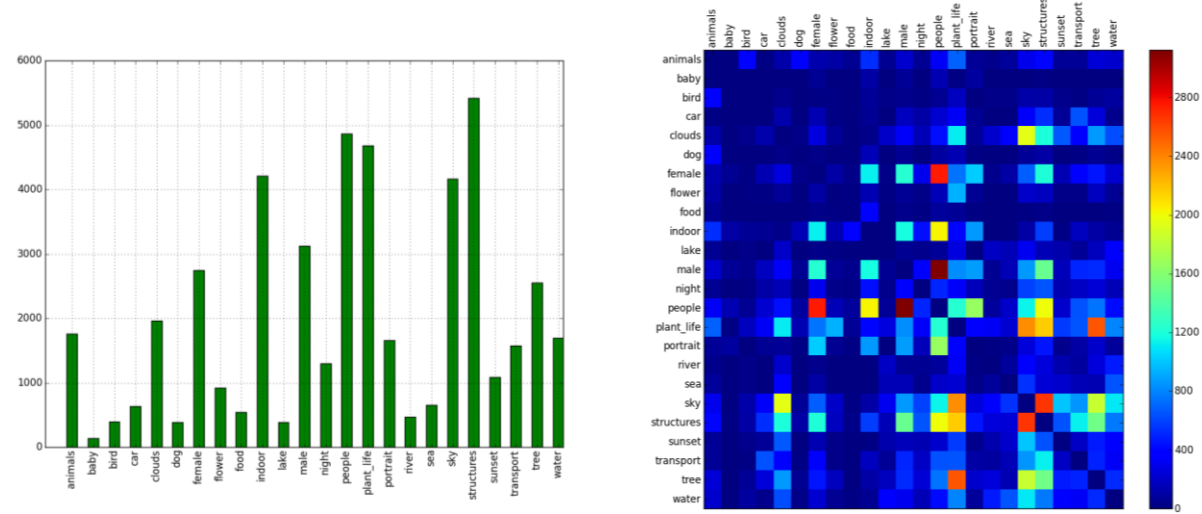 6000
5000
4000
3000
2000
1000
0
animals
baby
bird
car
clouds
dog
female
flower
food
indoor
lake
male
night
people
plant_life
portrait
river
sea
sky
structures
sunset
transport
tree
water
animals
baby
bird
car
clouds
dog
female
flower
food
indoor
lake
male
night
people
plant_life
portrait
river
sea
sky
structures
sunset
transport
tree
water
animals
baby
bird
car
clouds
dog
female
flower
food
indoor
lake
male
night
people
plant_life
portrait
river
sea
sky
structures
sunset
transport
tree
water
2800
2400
2000
1600
1200
800
400
0